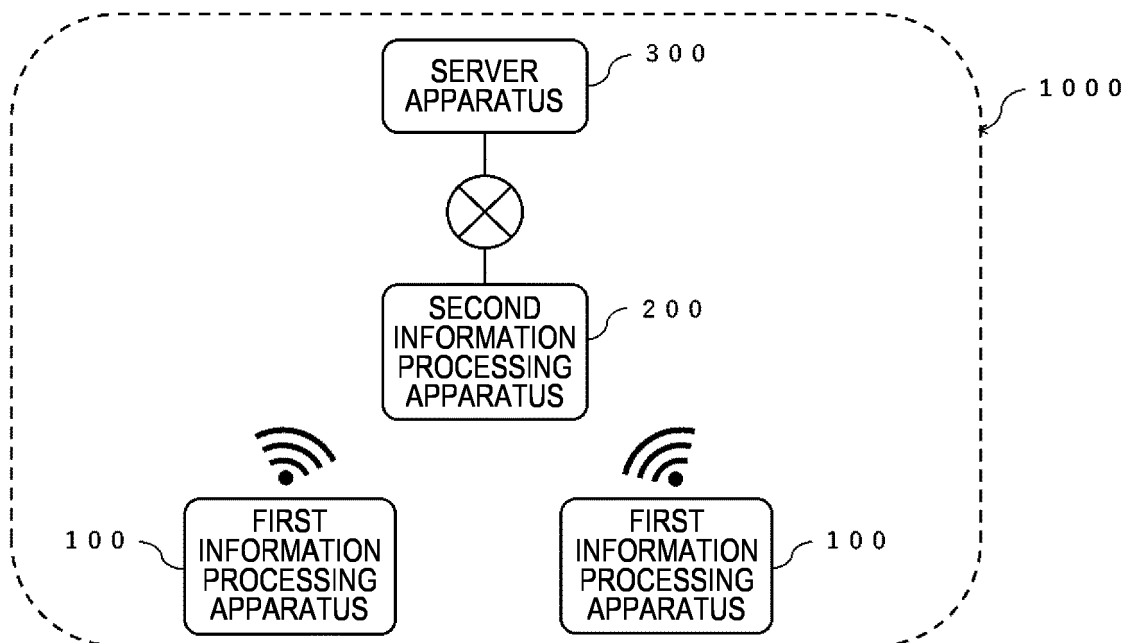 SERVER
APPARATUS
300
1000
SECOND
INFORMATION
PROCESSING
APPARATUS
200
100
FIRST
INFORMATION
PROCESSING
APPARATUS
FIRST
INFORMATION
PROCESSING
APPARATUS
100